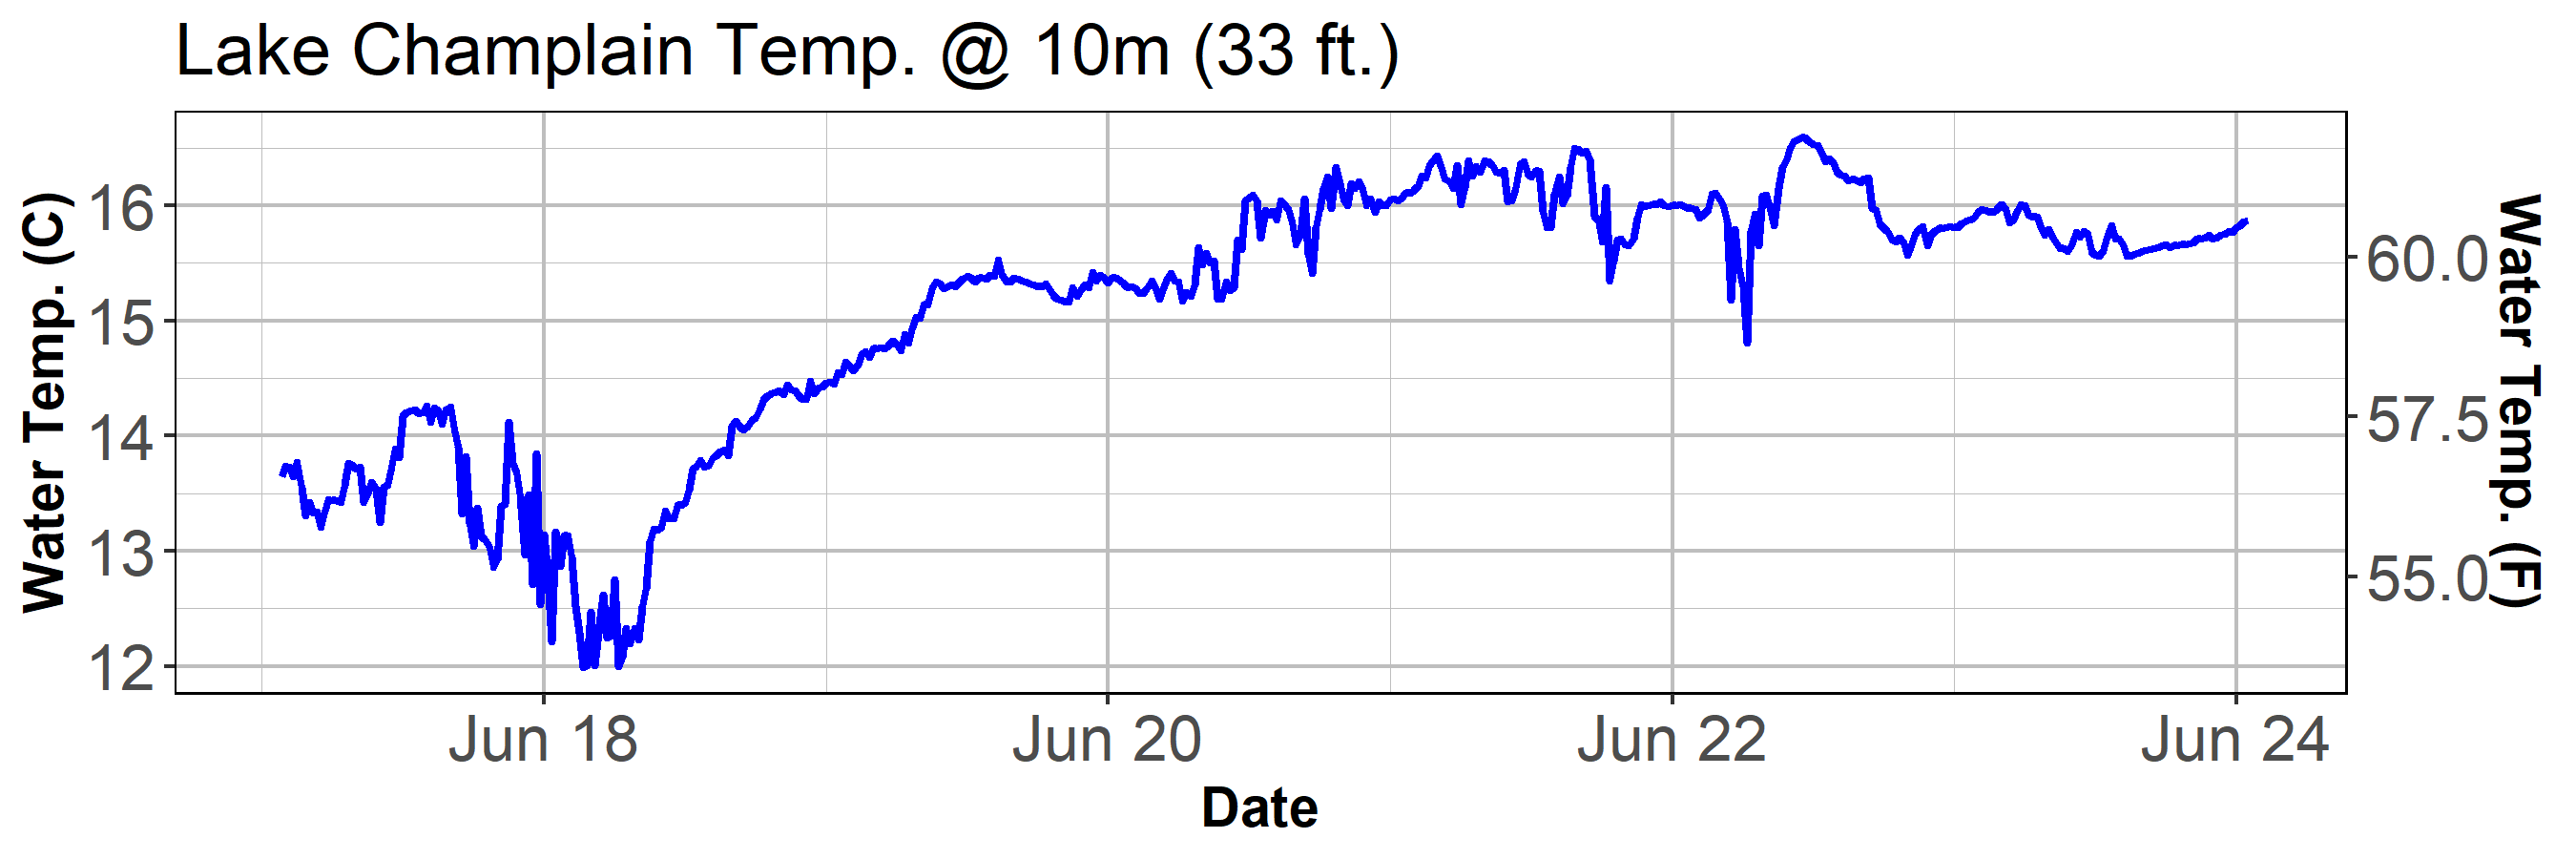 Lake Champlain Temp. @ 10m (33 ft.)
Water Temp. (C)
16
15
14
13
12
60.0
57.5
55.0
Water Temp. (F)
Jun 18 Jun 20 Jun 22 Jun 24
Date